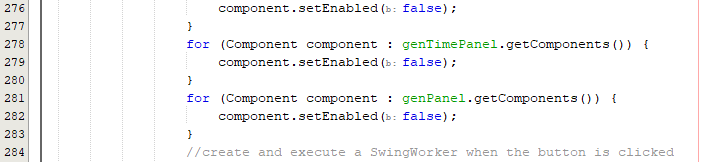 276 component.setEnabled(b: false);
277 }
278 for (Component component : genTimePanel.getComponents()) {
279 component.setEnabled(b: false);
280 }
281 for (Component component : genPanel.getComponents()) {
282 component.setEnabled(b: false);
283 }
284 //create and execute a SwingWorker when the button is clicked